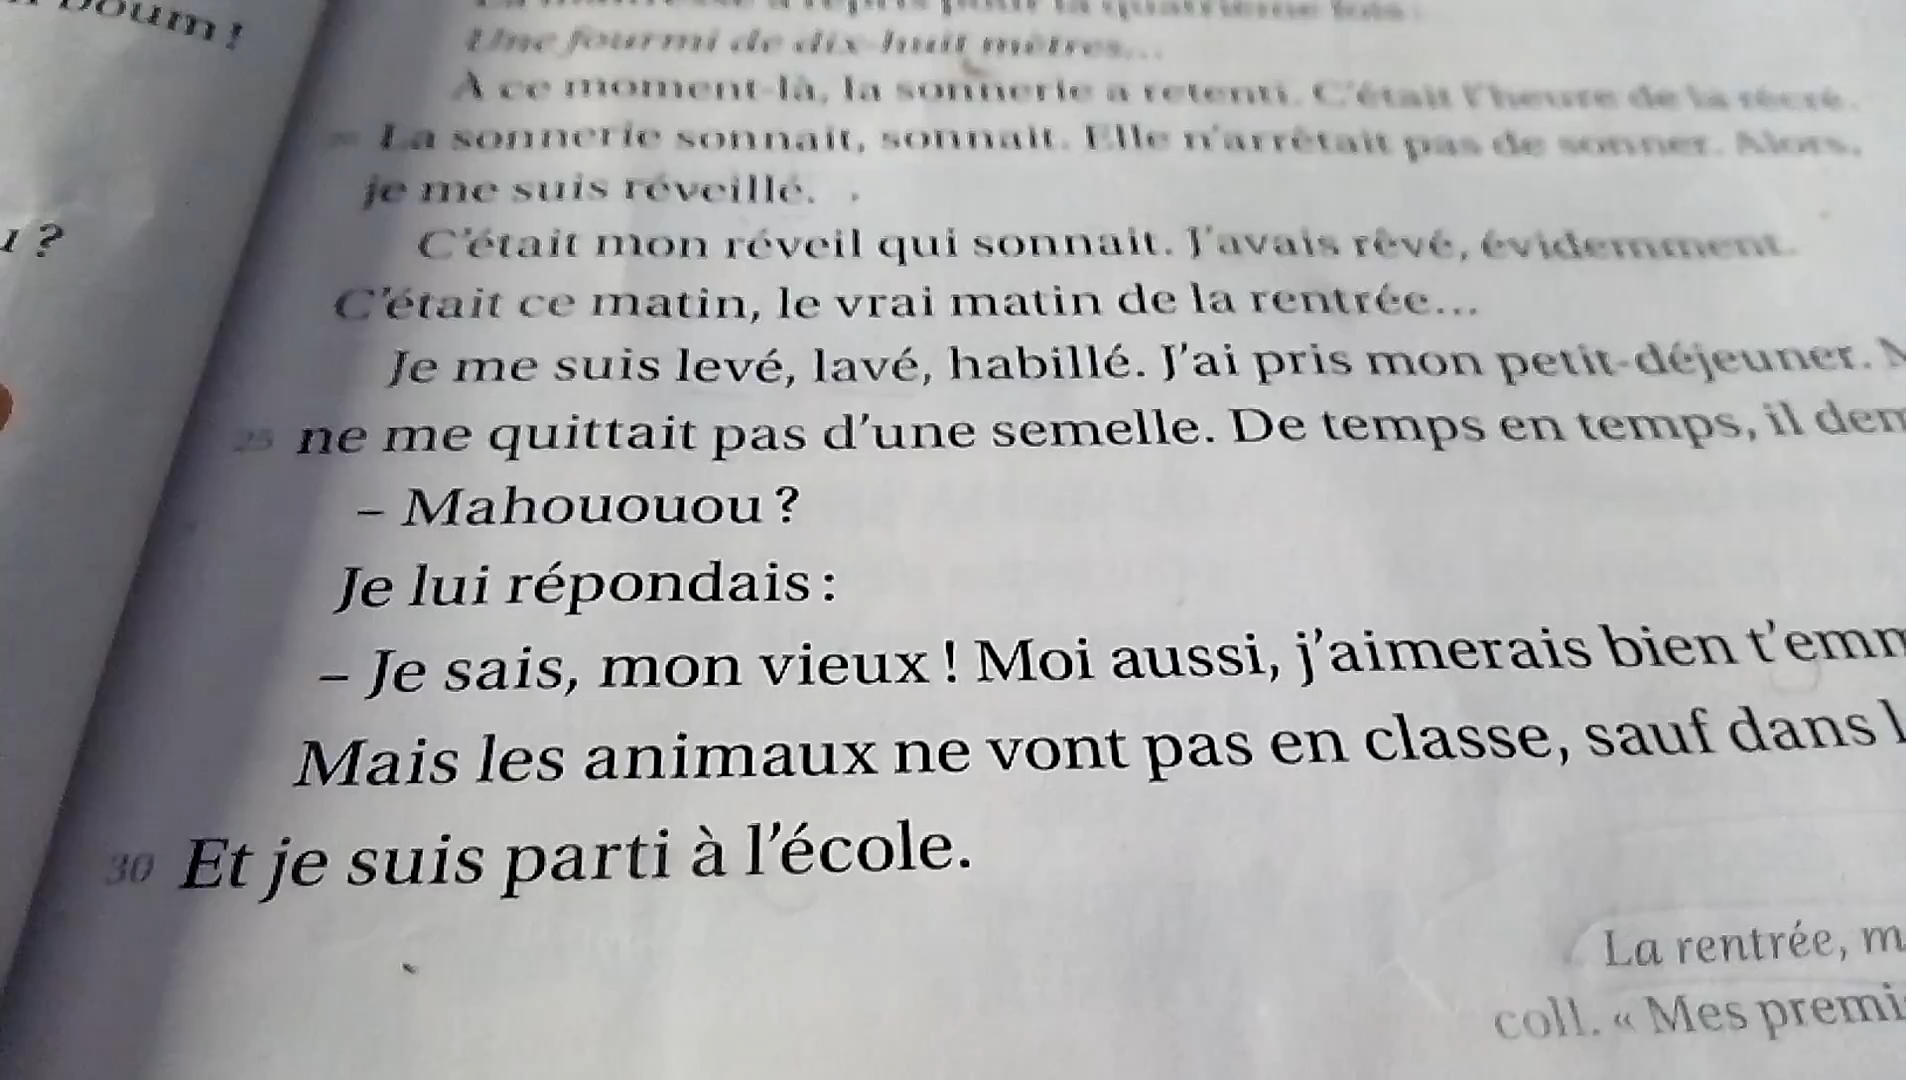 boum !
?
Une fourmi de dix-huit mètres...
À ce moment-là, la sonnerie a retenti. C'était l'heure de la récré.
La sonnerie sonnait, sonnait. Elle n'arrêtait pas de sonner. Alors,
je me suis réveillé.
C'était mon réveil qui sonnait. J'avais rêvé, évidemment.
C'était ce matin, le vrai matin de la rentrée...
Je me suis levé, lavé, habillé. J'ai pris mon petit-déjeuner.
25 ne me quittait pas d'une semelle. De temps en temps, il
– Mahououou ?
Je lui répondais :
– Je sais, mon vieux ! Moi aussi, j'aimerais bien
Mais les animaux ne vont pas en classe, sauf dans
30 Et je suis parti à l'école.
La rentrée,
coll. « Mes